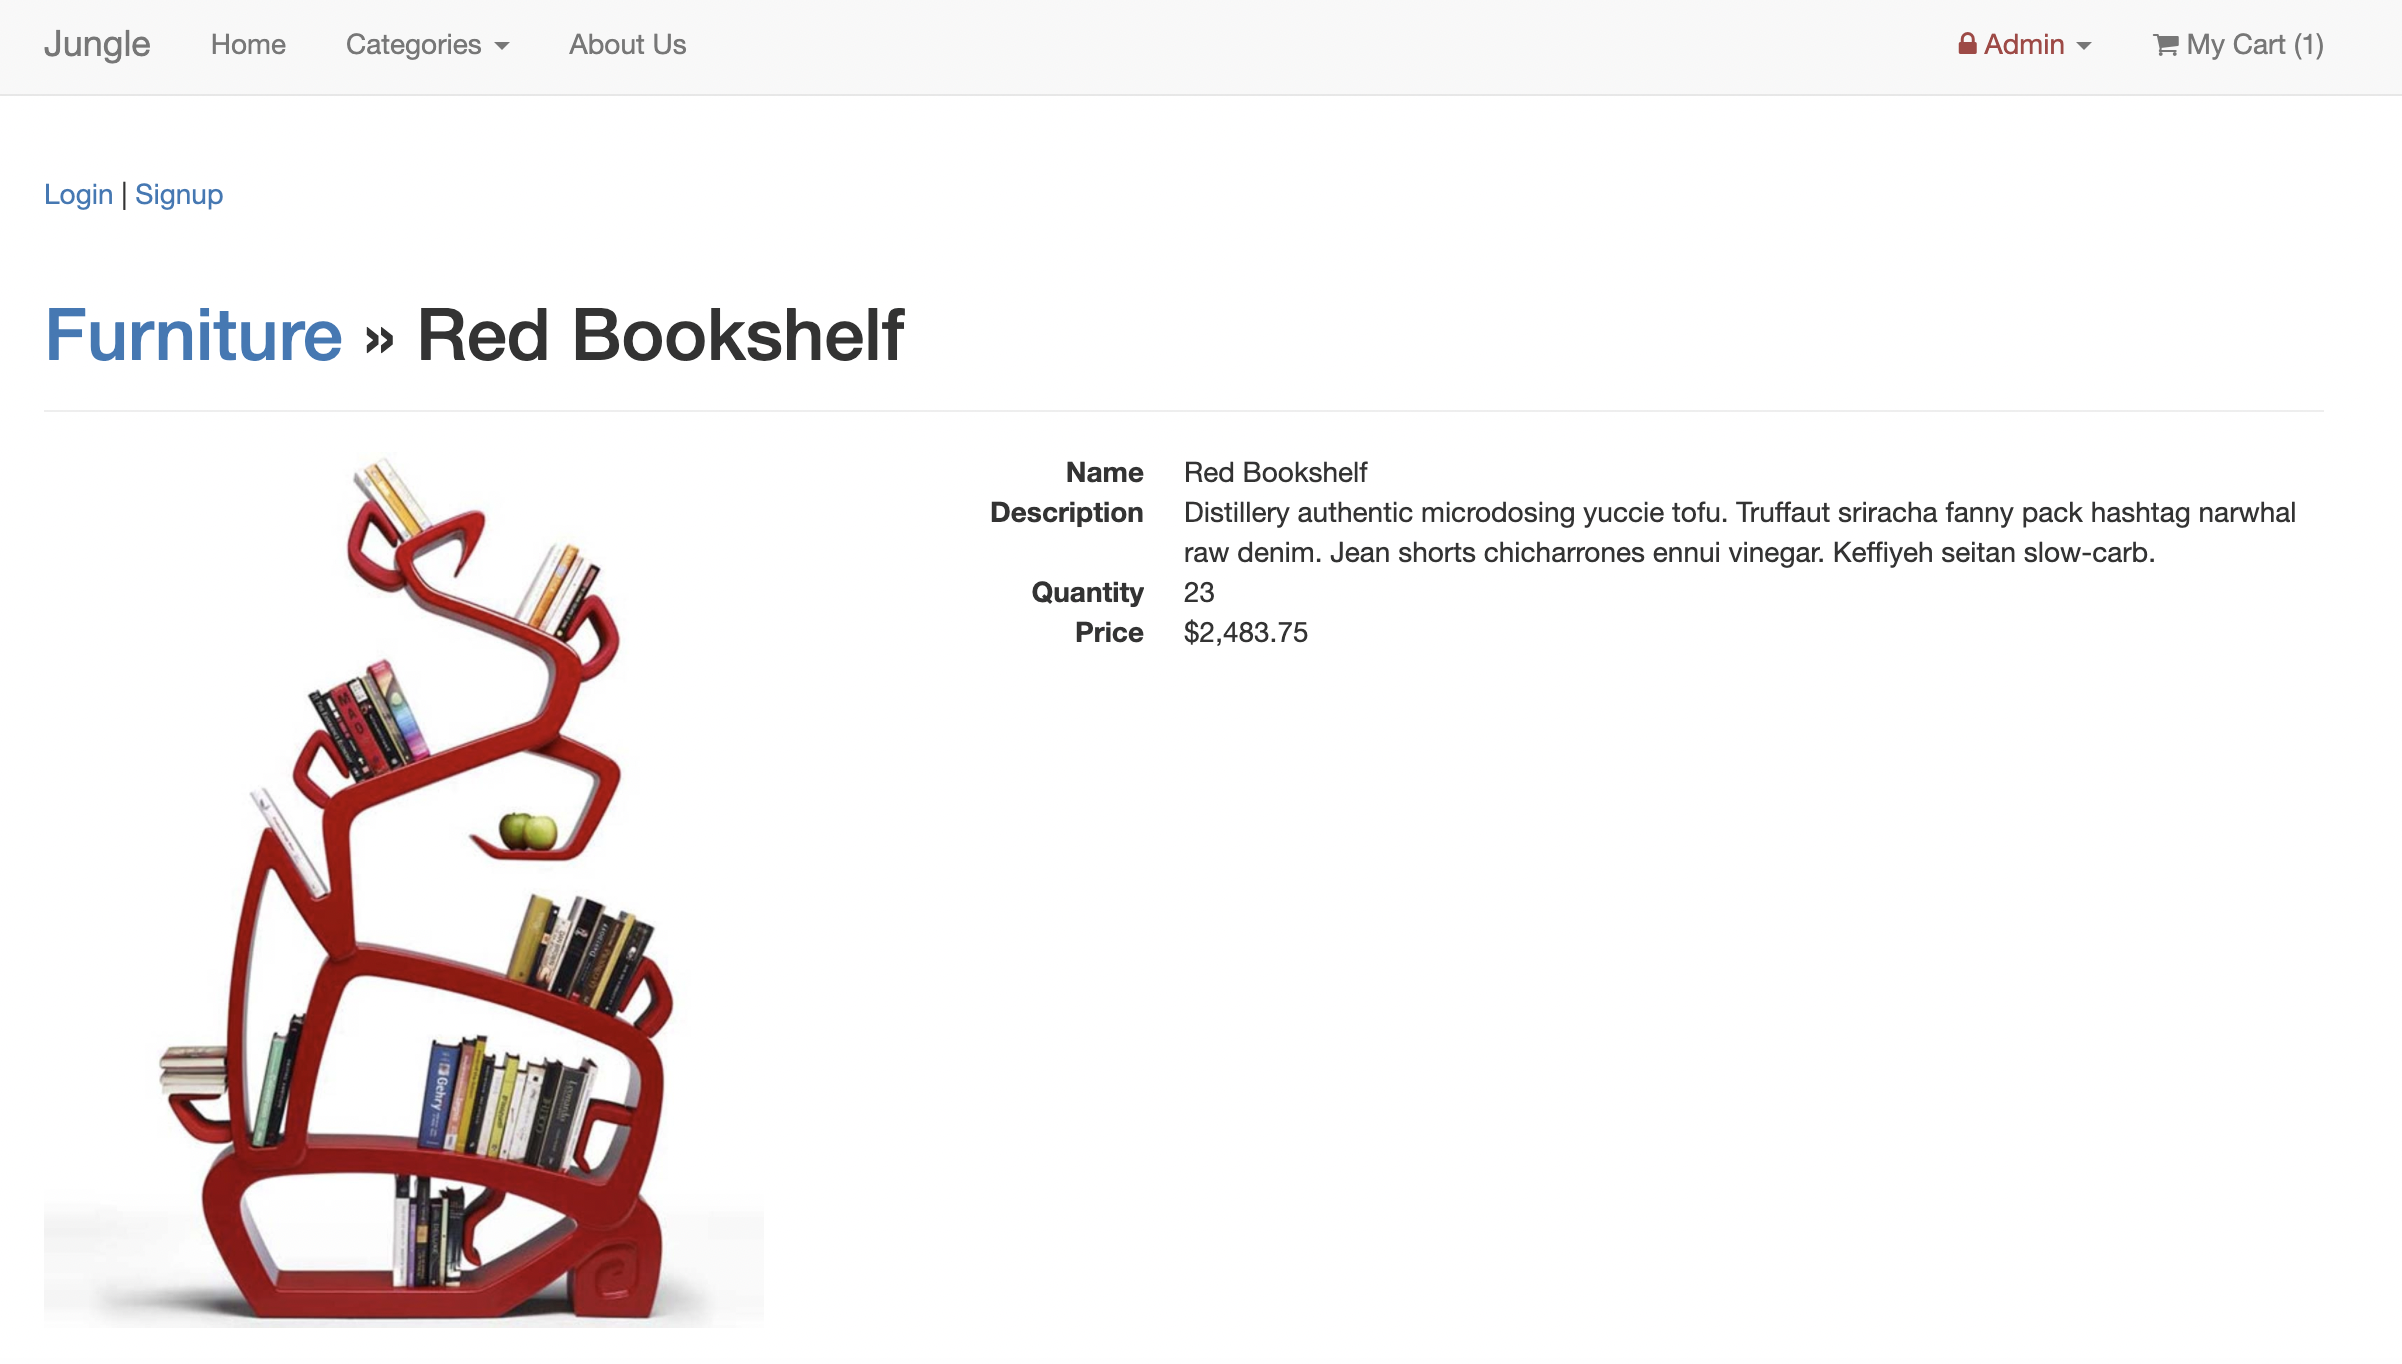 Jungle Home Categories About Us Admin My Cart (1)
Login | Signup
Furniture » Red Bookshelf
Name Red Bookshelf
Description Distillery authentic microdosing yuccie tofu. Truffaut sriracha fanny pack hashtag narwhal
raw denim. Jean shorts chicharrones ennui vinegar. Keffiyeh seitan slow-carb.
Quantity 23
Price $2,483.75
MAD
Gehry